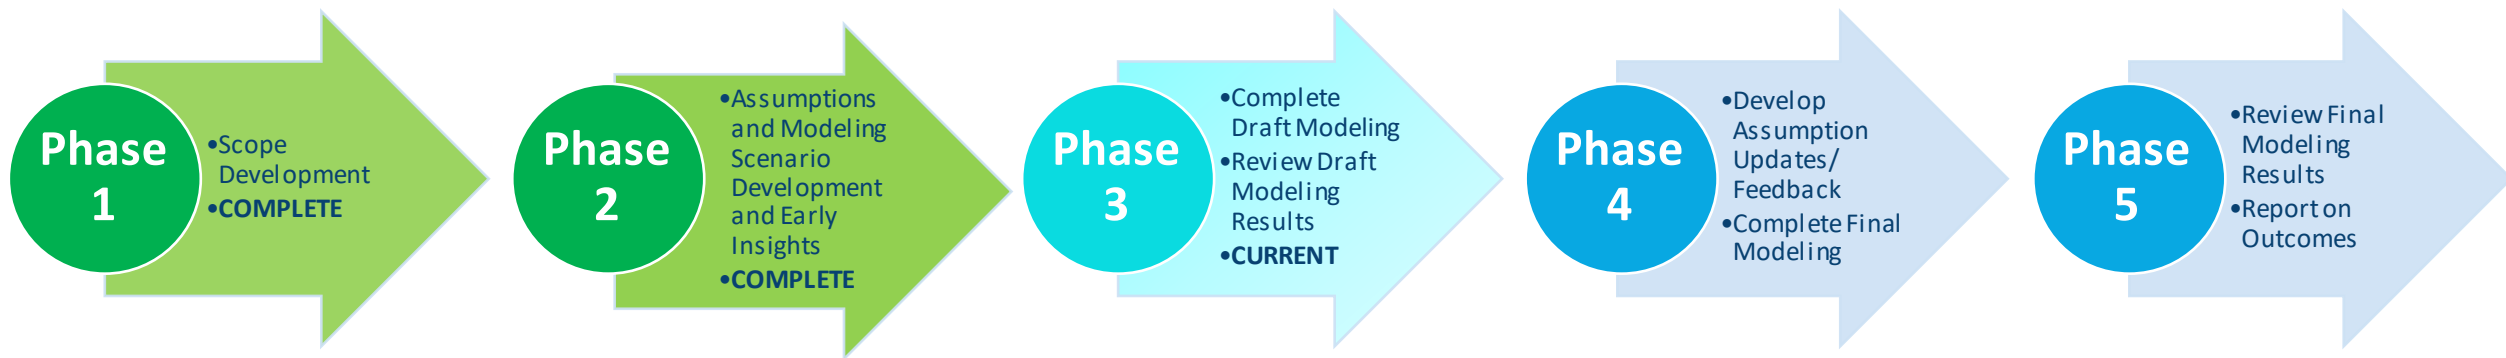 Phase
1
•Scope
Development
•COMPLETE
Phase
2
•Assumptions
and Modeling
Scenario
Development
and Early
Insights
•COMPLETE
Phase
3
•Complete
Draft Modeling
•Review Draft
Modeling
Results
•CURRENT
Phase
4
•Develop
Assumption
Updates/
Feedback
•Complete Final
Modeling
Phase
5
•Review Final
Modeling
Results
•Report on
Outcomes